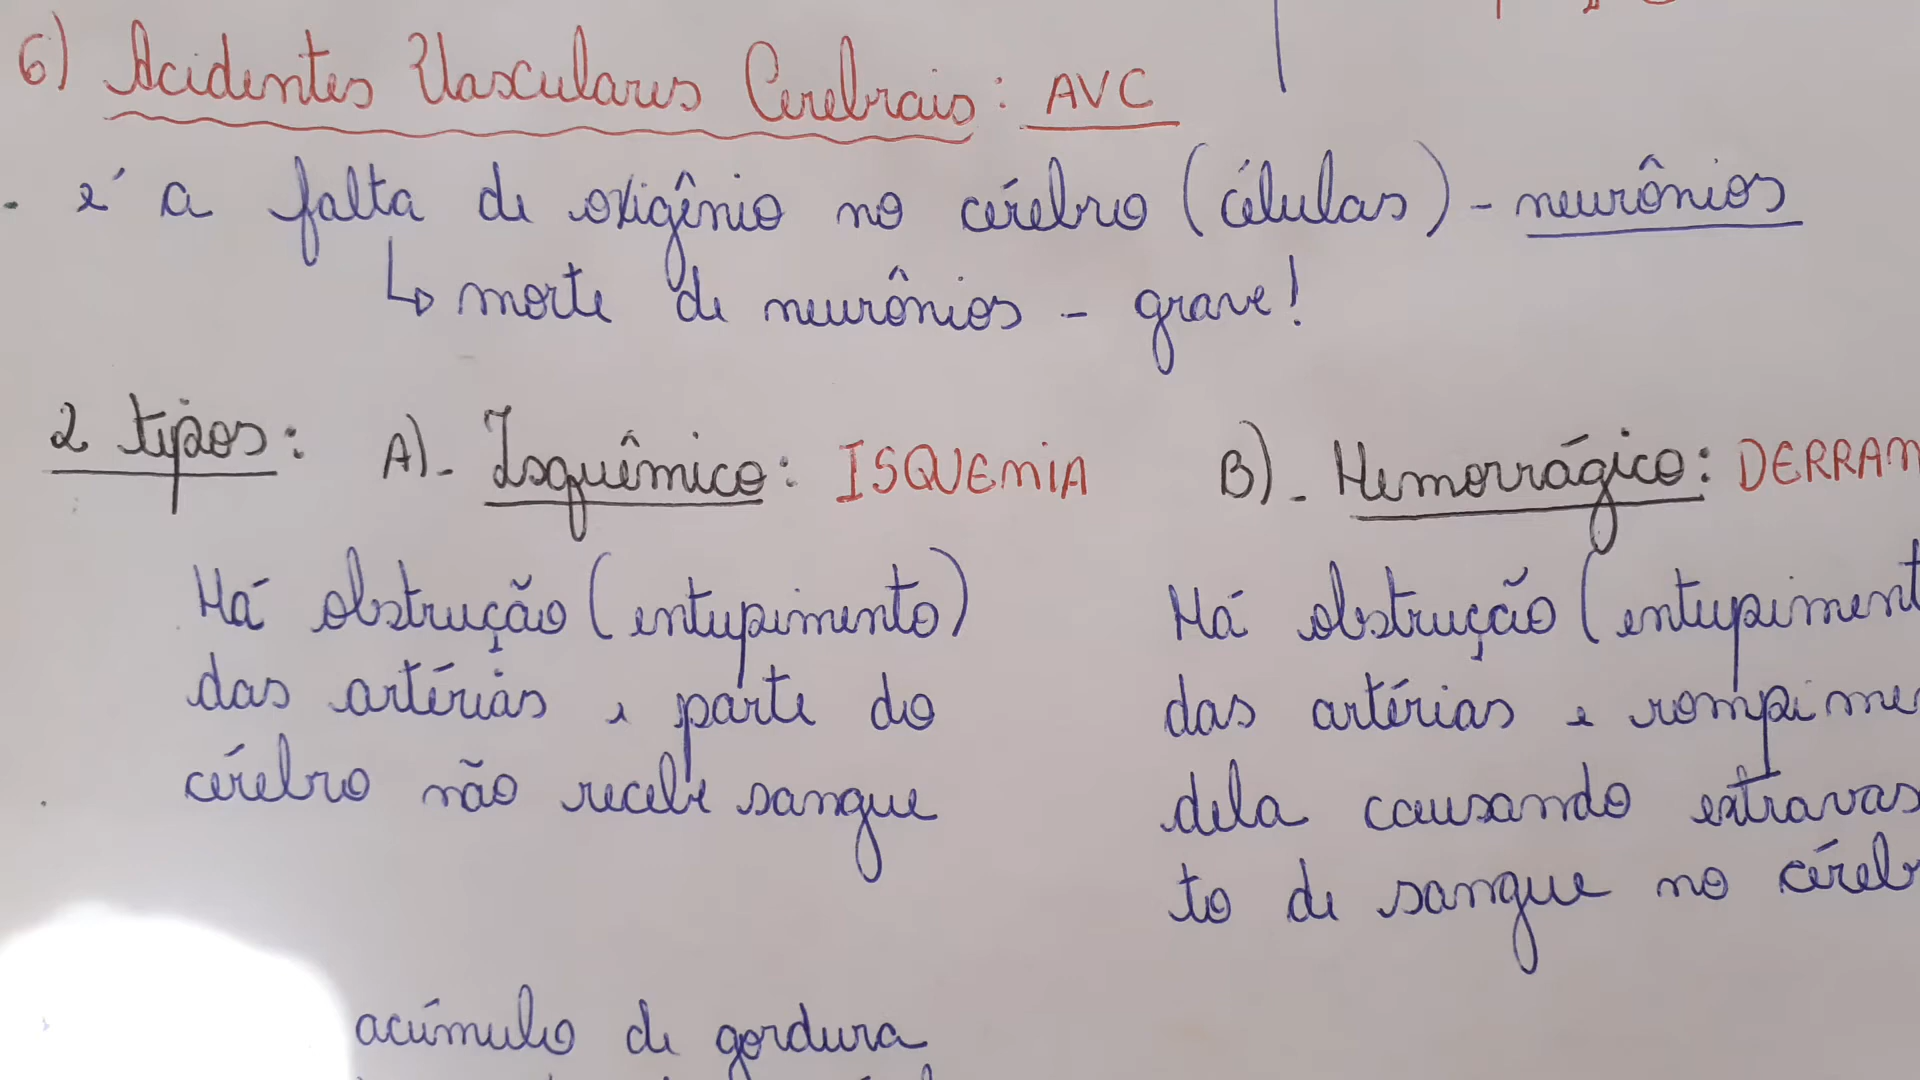 6) Acidentes Vasculares Cerebrais: AVC
- é a falta de oxigênio no cérebro (células) - neurônios
↳ morte de neurônios - grave!
2 tipos: A)- Isquêmico: ISQUEMIA
Há obstrução (entupimento)
das artérias e parte do
cérebro não recebe sangue
acúmulo de gordura
B)- Hemorrágico: DERRAM
Há obstrução (entupiment
das artérias e rompime
dela causando extravas
to de sangue no céreb